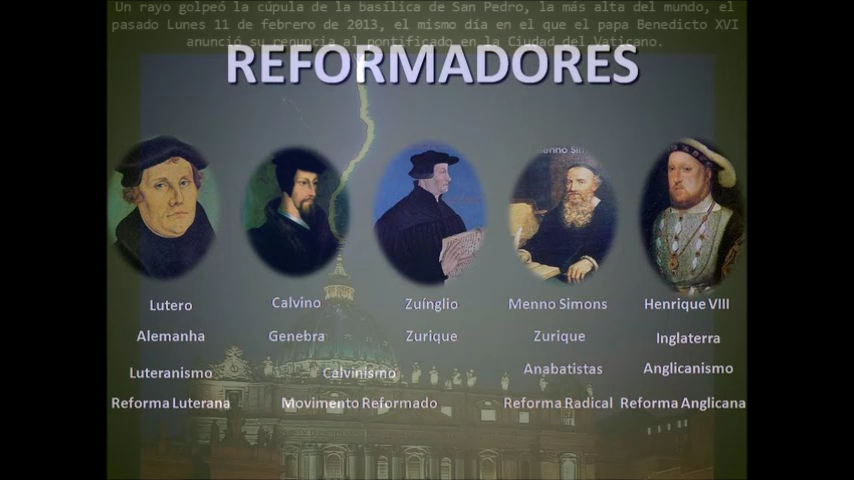 Un rayo golpeó la cúpula de la basílica de San Pedro, la más alta del mundo, el
pasado Lunes 11 de febrero de 2013, el mismo día en el que el papa Benedicto XVI
anunció su renuncia al pontificado en la Ciudad del Vaticano.
REFORMADORES
Menno Sim
Lutero Calvino Zuínglio Menno Simons Henrique VIII
Alemanha Genebra Zurique Zurique Inglaterra
Luteranismo Calvinismo Anabatistas Anglicanismo
Reforma Luterana Movimento Reformado Reforma Radical Reforma Anglicana